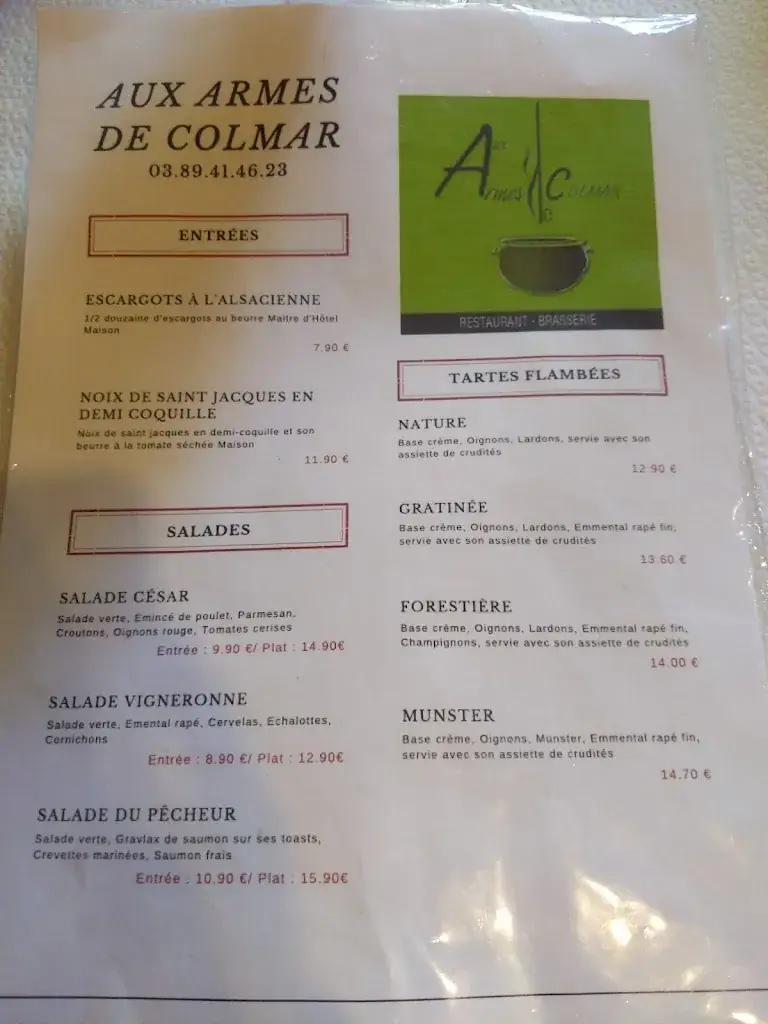 AUX ARMES
DE COLMAR
03.89.41.46.23
ENTRÉES
ESCARGOTS À L'ALSACIENNE
1/2 douzaine d'escargots au beurre Maitre d'Hôtel
Maison
7.90 €
NOIX DE SAINT JACQUES EN
DEMI COQUILLE
Noix de saint jacques en demi-coquille et son
beurre à la tomate séchée Maison
11.90 €
SALADES
SALADE CÉSAR
Salade verte, Emincé de poulet, Parmesan,
Croutons, Oignons rouge, Tomates cerises
Entrée : 9.90 €/ Plat : 14.90€
SALADE VIGNERONNE
Salade verte, Emental rapé, Cervelas, Echalottes,
Cornichons
Entrée : 8.90 €/ Plat : 12.90€
SALADE DU PÊCHEUR
Salade verte, Gravlax de saumon sur ses toasts,
Crevettes marinées, Saumon frais
Entrée : 10.90 €/ Plat : 15.90€
Aux
Armes
De
Colmar
RESTAURANT - BRASSERIE
TARTES FLAMBÉES
NATURE
Base crème, Oignons, Lardons, servie avec son
assiette de crudités
12.90 €
GRATINÉE
Base crème, Oignons, Lardons, Emmental rapé fin,
servie avec son assiette de crudités
13.60 €
FORESTIÈRE
Base crème, Oignons, Lardons, Emmental rapé fin,
Champignons, servie avec son assiette de crudités
14.00 €
MUNSTER
Base crème, Oignons, Munster, Emmental rapé fin,
servie avec son assiette de crudités
14.70 €